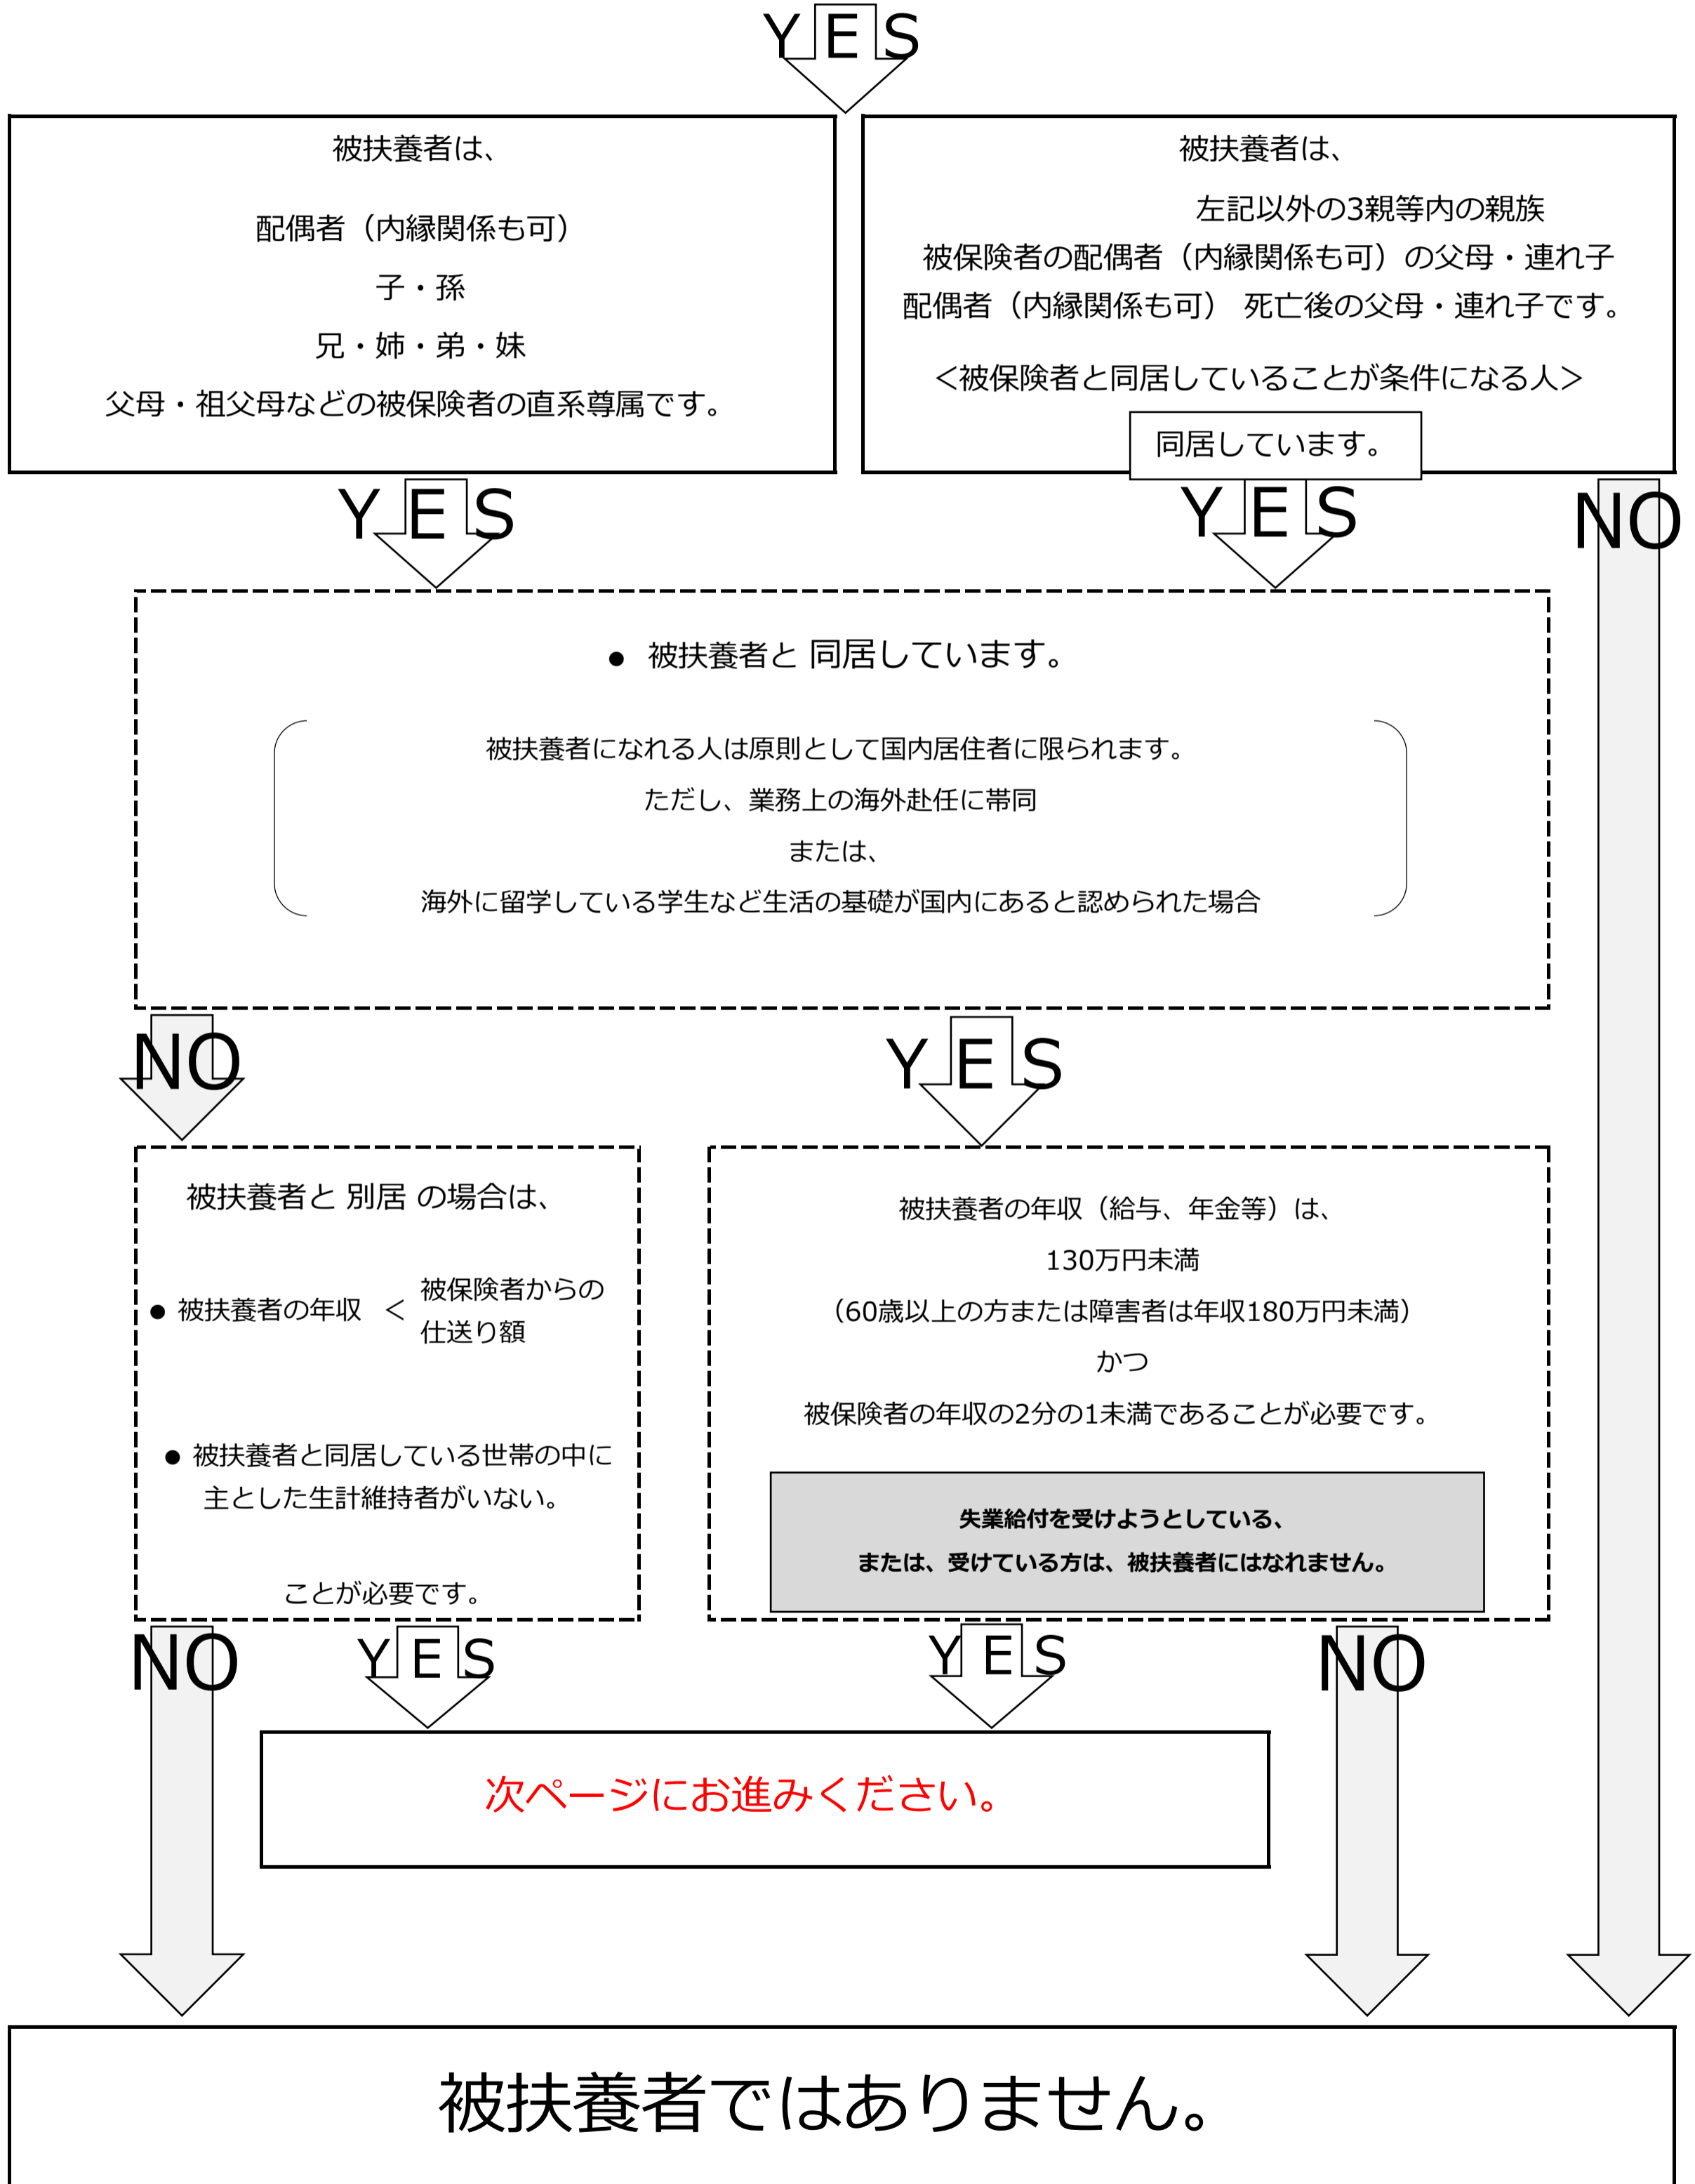 YES
被扶養者は、
配偶者（内縁関係も可）
子・孫
兄・姉・弟・妹
父母・祖父母などの被保険者の直系尊属です。
被扶養者は、
左記以外の3親等内の親族
被保険者の配偶者（内縁関係も可）の父母・連れ子
配偶者（内縁関係も可） 死亡後の父母・連れ子です。
＜被保険者と同居していることが条件になる人＞
同居しています。
YES
YES
NO
● 被扶養者と 同居しています。
被扶養者になれる人は原則として国内居住者に限られます。
ただし、業務上の海外赴任に帯同
または、
海外に留学している学生など生活の基礎が国内にあると認められた場合
NO
YES
被扶養者と 別居 の場合は、
● 被扶養者の年収 ＜ 被保険者からの
仕送り額
● 被扶養者と同居している世帯の中に
主とした生計維持者がいない。
ことが必要です。
被扶養者の年収（給与、年金等）は、
130万円未満
（60歳以上の方または障害者は年収180万円未満）
かつ
被保険者の年収の2分の1未満であることが必要です。
失業給付を受けようとしている、
または、受けている方は、被扶養者にはなれません。
NO
YES
YES
NO
次ページにお進みください。
被扶養者ではありません。